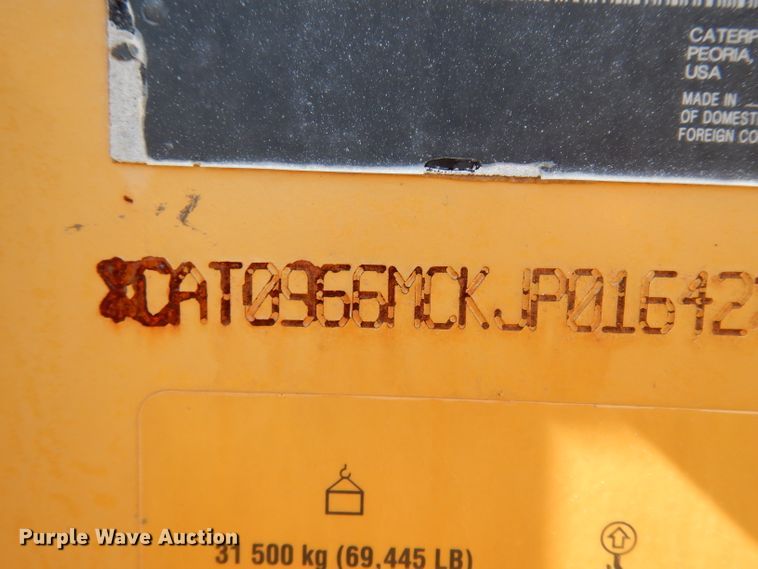 CATERP
PEORIA,
USA
MADE IN
OF DOMEST
FOREIGN CO
*CAT0966MCKJP01642
31 500 kg (69,445 LB)
Purple Wave Auction